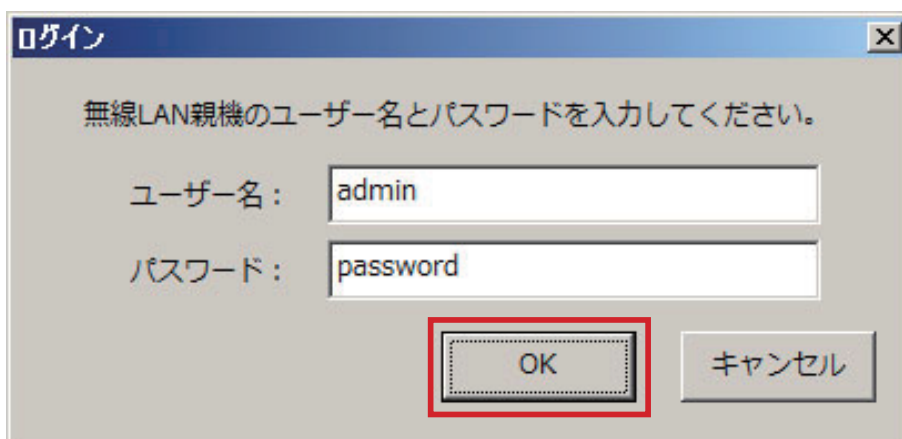 ログイン
無線LAN親機のユーザー名とパスワードを入力してください。
ユーザー名： admin
パスワード： password
OK キャンセル